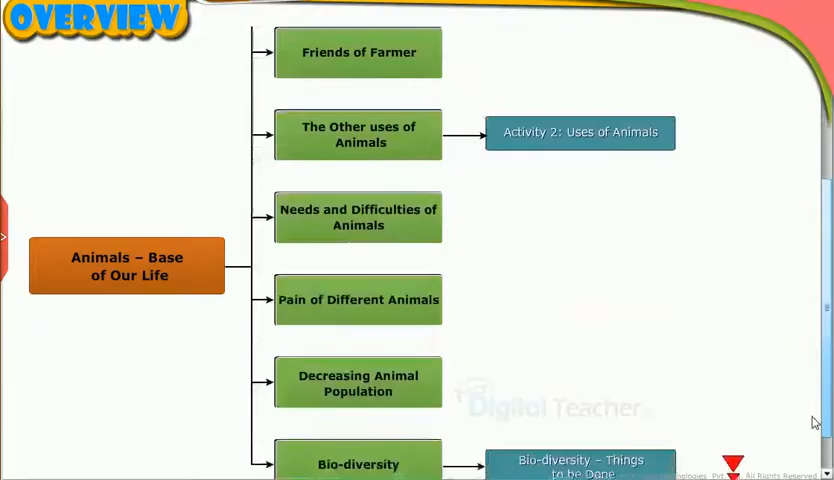 OVERVIEW
Friends of Farmer
The Other uses of
Animals
Activity 2: Uses of Animals
Needs and Difficulties of
Animals
Animals – Base
of Our Life
Pain of Different Animals
Decreasing Animal
Population
Digital Teacher
Bio-diversity
Bio-diversity – Things
to be Done
Technologies Pvt. All Rights Reserved